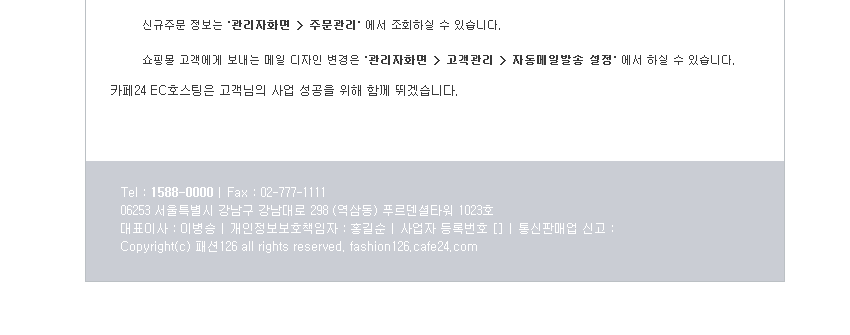 신규주문 정보는 '관리자화면 > 주문관리' 에서 조회하실 수 있습니다.
쇼핑몰 고객에게 보내는 메일 디자인 변경은 '관리자화면 > 고객관리 > 자동메일발송 설정' 에서 하실 수 있습니다.
카페24 EC호스팅은 고객님의 사업 성공을 위해 함께 뛰겠습니다.
Tel : 1588-0000 | Fax : 02-777-1111
06253 서울특별시 강남구 강남대로 298 (역삼동) 푸르덴셜타워 1023호
대표이사 : 이병승 | 개인정보보호책임자 : 홍길순 | 사업자 등록번호 [] | 통신판매업 신고 :
Copyright(c) 패션126 all rights reserved. fashion126.cafe24.com